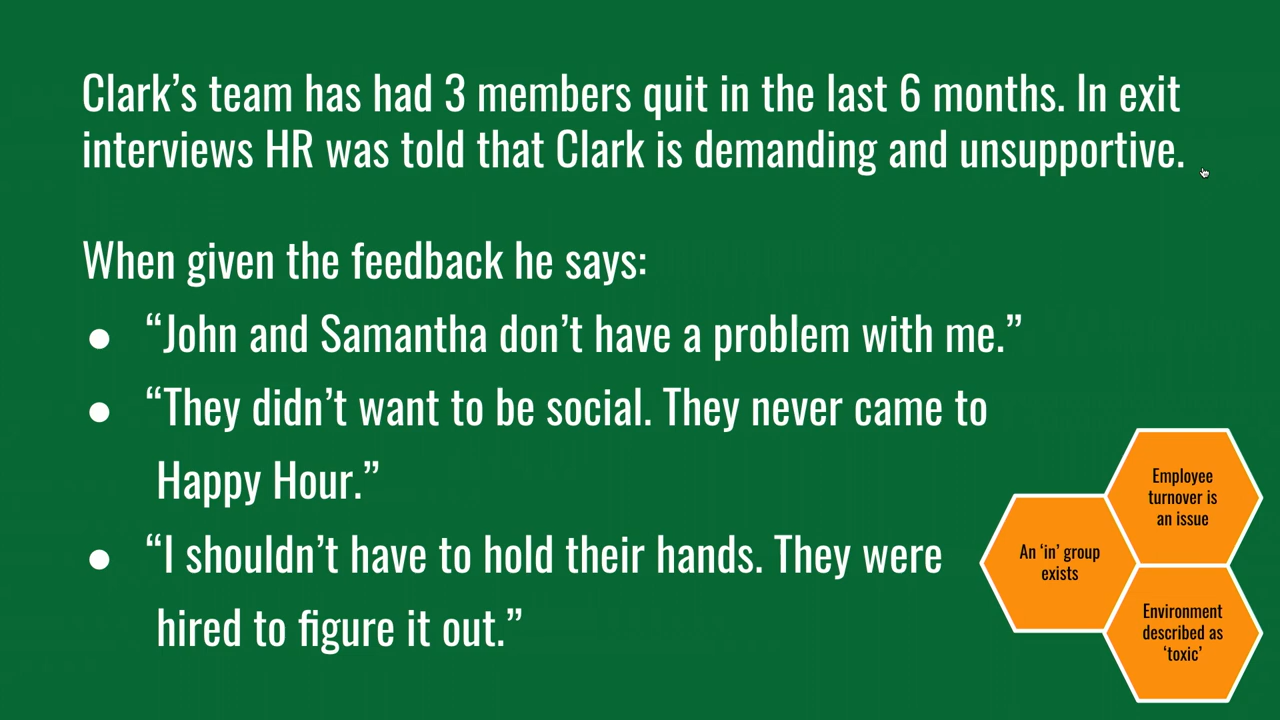 Clark’s team has had 3 members quit in the last 6 months. In exit
interviews HR was told that Clark is demanding and unsupportive.
When given the feedback he says:
● “John and Samantha don’t have a problem with me.”
● “They didn’t want to be social. They never came to
Happy Hour.”
● “I shouldn’t have to hold their hands. They were
hired to figure it out.”
An ‘in’ group
exists
Employee
turnover is
an issue
Environment
described as
‘toxic’